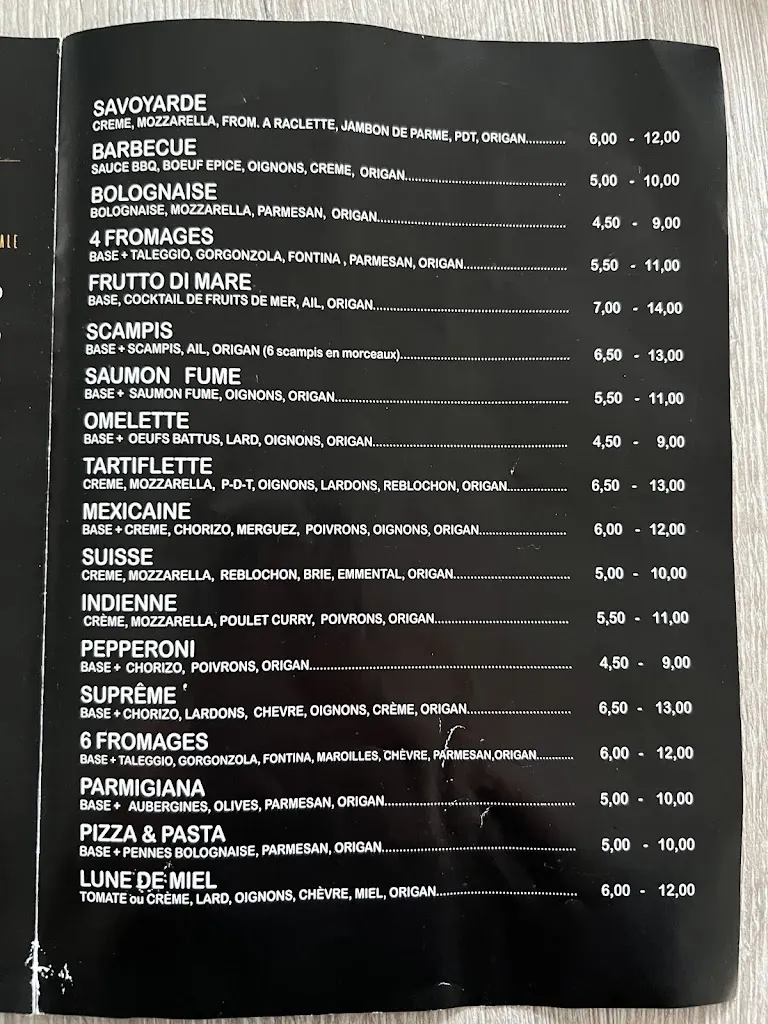 ALE
SAVOYARDE
CREME, MOZZARELLA, FROM. A RACLETTE, JAMBON DE PARME, PDT, ORIGAN........... 6,00 - 12,00
BARBECUE
SAUCE BBQ, BOEUF EPICE, OIGNONS, CREME, ORIGAN........................................ 5,00 - 10,00
BOLOGNAISE
BOLOGNAISE, MOZZARELLA, PARMESAN, ORIGAN............................................... 4,50 - 9,00
4 FROMAGES
BASE + TALEGGIO, GORGONZOLA, FONTINA , PARMESAN, ORIGAN.......................... 5,50 - 11,00
FRUTTO DI MARE
BASE, COCKTAIL DE FRUITS DE MER, AIL, ORIGAN................................................ 7,00 - 14,00
SCAMPIS
BASE + SCAMPIS, AIL, ORIGAN (6 scampis en morceaux)........................................... 6,50 - 13,00
SAUMON FUME
BASE + SAUMON FUME, OIGNONS, ORIGAN........................................................... 5,50 - 11,00
OMELETTE
BASE + OEUFS BATTUS, LARD, OIGNONS, ORIGAN................................................. 4,50 - 9,00
TARTIFLETTE
CREME, MOZZARELLA, P-D-T, OIGNONS, LARDONS, REBLOCHON, ORIGAN............... 6,50 - 13,00
MEXICAINE
BASE + CREME, CHORIZO, MERGUEZ, POIVRONS, OIGNONS, ORIGAN...................... 6,00 - 12,00
SUISSE
CREME, MOZZARELLA, REBLOCHON, BRIE, EMMENTAL, ORIGAN............................. 5,00 - 10,00
INDIENNE
CRÈME, MOZZARELLA, POULET CURRY, POIVRONS, ORIGAN................................. 5,50 - 11,00
PEPPERONI
BASE + CHORIZO, POIVRONS, ORIGAN................................................................. 4,50 - 9,00
SUPRÊME
BASE + CHORIZO, LARDONS, CHEVRE, OIGNONS, CRÈME, ORIGAN.......................... 6,50 - 13,00
6 FROMAGES
BASE + TALEGGIO, GORGONZOLA, FONTINA, MAROILLES, CHÈVRE, PARMESAN,ORIGAN........... 6,00 - 12,00
PARMIGIANA
BASE + AUBERGINES, OLIVES, PARMESAN, ORIGAN............................................... 5,00 - 10,00
PIZZA & PASTA
BASE + PENNES BOLOGNAISE, PARMESAN, ORIGAN................................................ 5,00 - 10,00
LUNE DE MIEL
TOMATE ou CRÈME, LARD, OIGNONS, CHÈVRE, MIEL, ORIGAN................................... 6,00 - 12,00